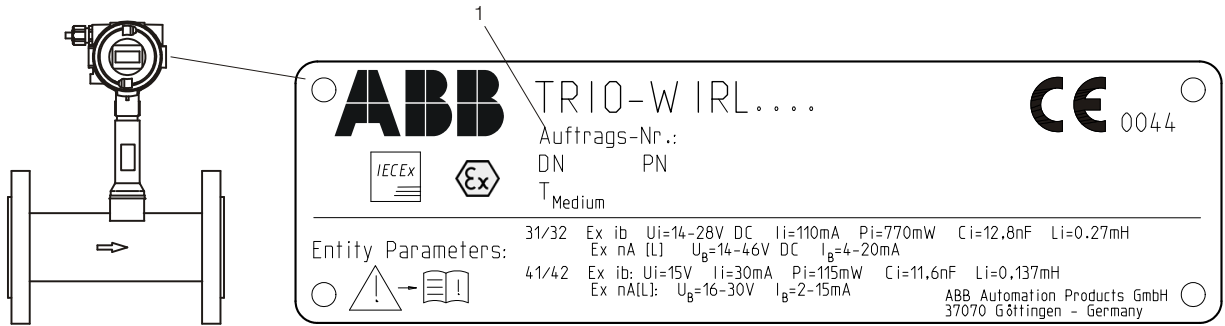 1
ABB
TRIO-WIRL....
CE 0044
Auftrags-Nr.:
DN PN
IECEx
Ex
T Medium
Entity Parameters:
31/32 Ex ib Ui=14-28V DC Ii=110mA Pi=770mW Ci=12,8nF Li=0.27mH
Ex nA [L] UB=14-46V DC IB=4-20mA
41/42 Ex ib: Ui=15V Ii=30mA Pi=115mW Ci=11,6nF Li=0,137mH
Ex nA[L]: UB=16-30V IB=2-15mA
ABB Automation Products GmbH
37070 Göttingen - Germany